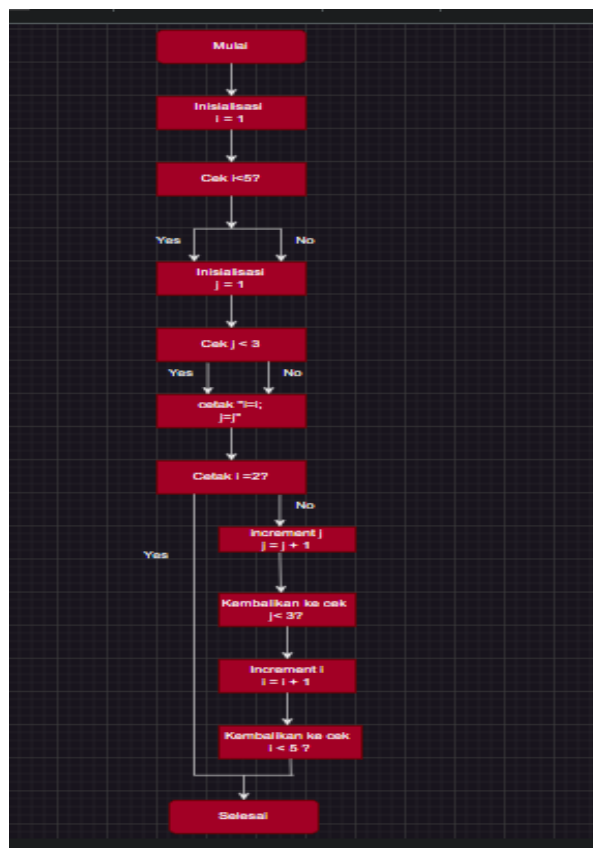 Mulai
Inisialisasi
i = 1
Cek i<5?
Yes
No
Inisialisasi
j = 1
Cek j < 3
Yes
No
cetak "i=i;
j=j"
Cetak i =2?
No
Increment j
j = j + 1
Yes
Kembalikan ke cek
j< 3?
Increment i
i = i + 1
Kembalikan ke cek
i < 5 ?
Selesai